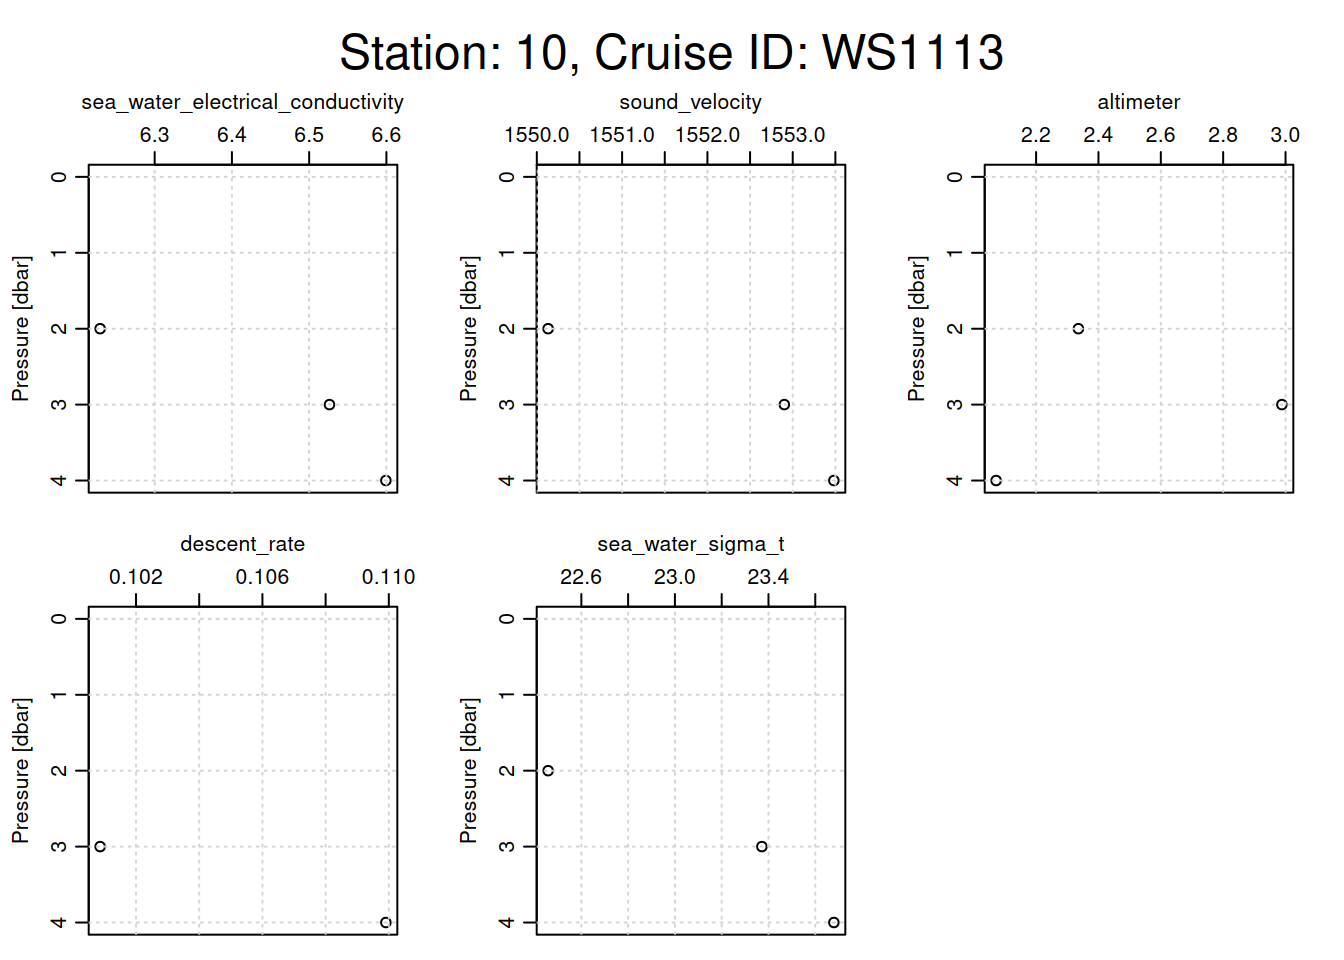 Station: 10, Cruise ID: WS1113
sea_water_electrical_conductivity
6.3 6.4 6.5 6.6
0
1
2
3
4
Pressure [dbar]
sound_velocity
1550.0 1551.0 1552.0 1553.0
0
1
2
3
4
Pressure [dbar]
altimeter
2.2 2.4 2.6 2.8 3.0
0
1
2
3
4
Pressure [dbar]
descent_rate
0.102 0.106 0.110
0
1
2
3
4
Pressure [dbar]
sea_water_sigma_t
22.6 23.0 23.4
0
1
2
3
4
Pressure [dbar]